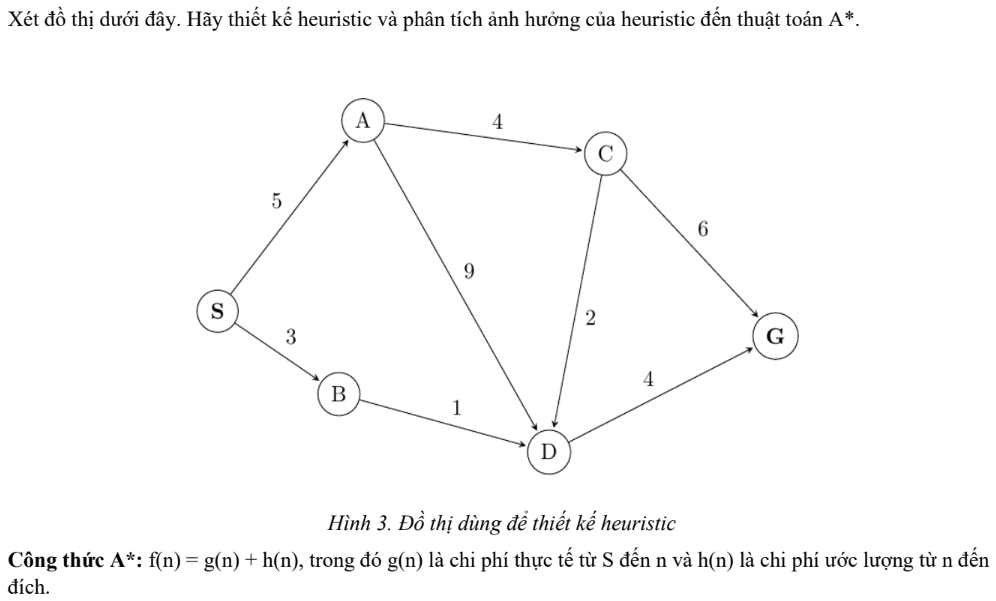 Xét đồ thị dưới đây. Hãy thiết kế heuristic và phân tích ảnh hưởng của heuristic đến thuật toán A*.
A
4
C
5
6
9
S
2
G
3
4
B
1
D
Hình 3. Đồ thị dùng để thiết kế heuristic
Công thức A*: f(n) = g(n) + h(n), trong đó g(n) là chi phí thực tế từ S đến n và h(n) là chi phí ước lượng từ n đến
đích.